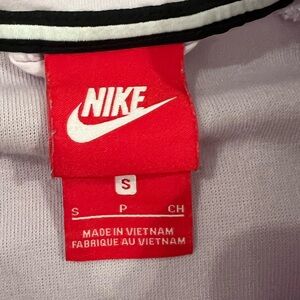 NIKE
S
S P CH
MADE IN VIETNAM
FABRIQUE AU VIETNAM